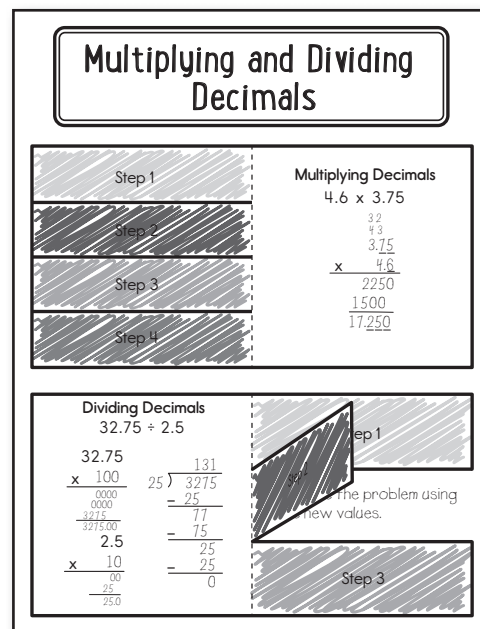 Multiplying and Dividing
Decimals
Step 1
Step 2
Step 3
Step 4
Multiplying Decimals
4.6 x 3.75
3 2
4 3
3.75
x 4.6
2250
1500
17.250
Dividing Decimals
32.75 ÷ 2.5
32.75
x 100
0000
0000
3275
3275.00
2.5
x 10
00
25
25.0
131
25 ) 3275
- 25
77
- 75
25
- 25
0
ep 1
Step 2
the problem using
new values.
Step 3